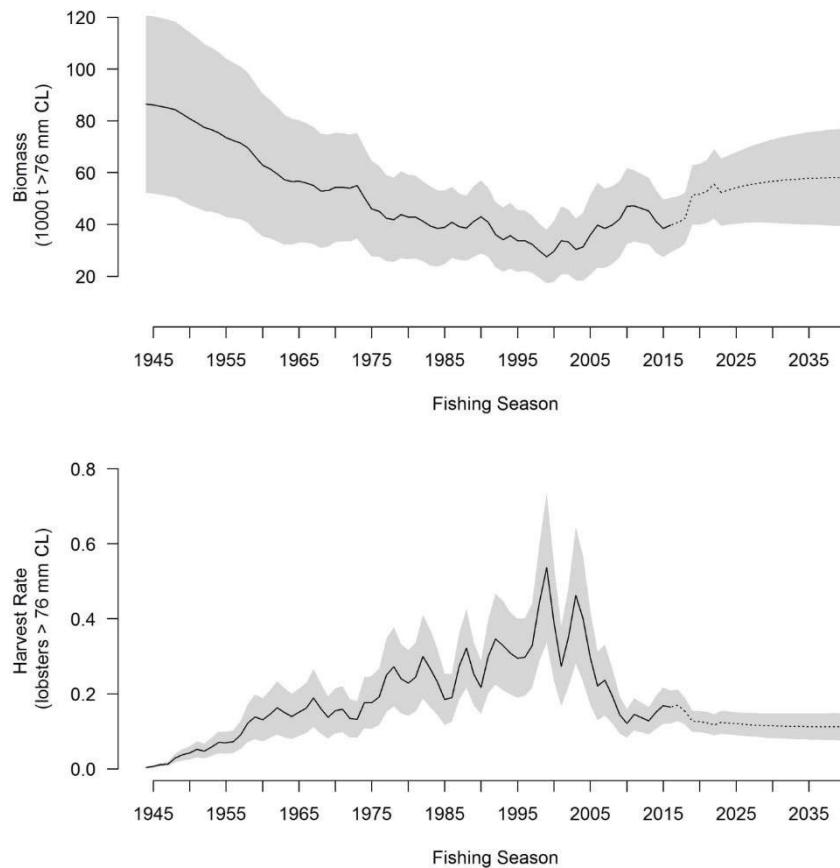 120
100
80
60
40
20
Biomass
(1000 t >76 mm CL)
1945 1955 1965 1975 1985 1995 2005 2015 2025 2035
Fishing Season
0.8
0.6
0.4
0.2
0.0
Harvest Rate
(lobsters > 76 mm CL)
1945 1955 1965 1975 1985 1995 2005 2015 2025 2035
Fishing Season